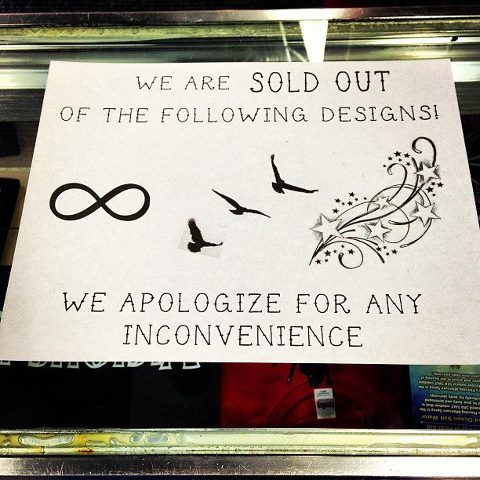 WE ARE SOLD OUT
OF THE FOLLOWING DESIGNS!
WE APOLOGIZE FOR ANY
INCONVENIENCE